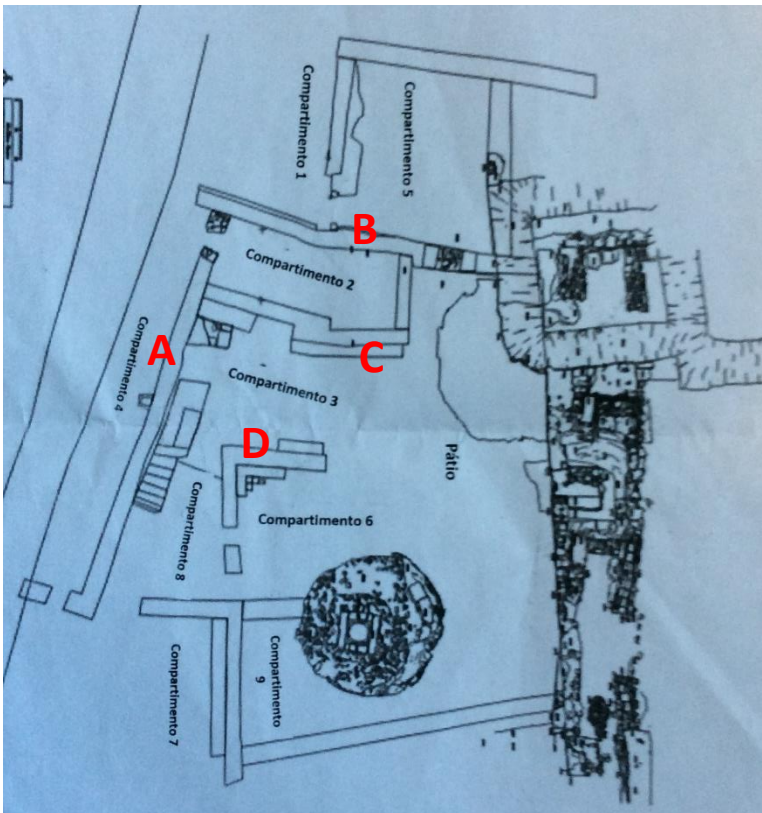 Compartimento 1
Compartimento 5
B
Compartimento 2
Compartimento 4
A
C
Compartimento 3
D
Pátio
Compartimento 8
Compartimento 6
Compartimento 7
Compartimento
9